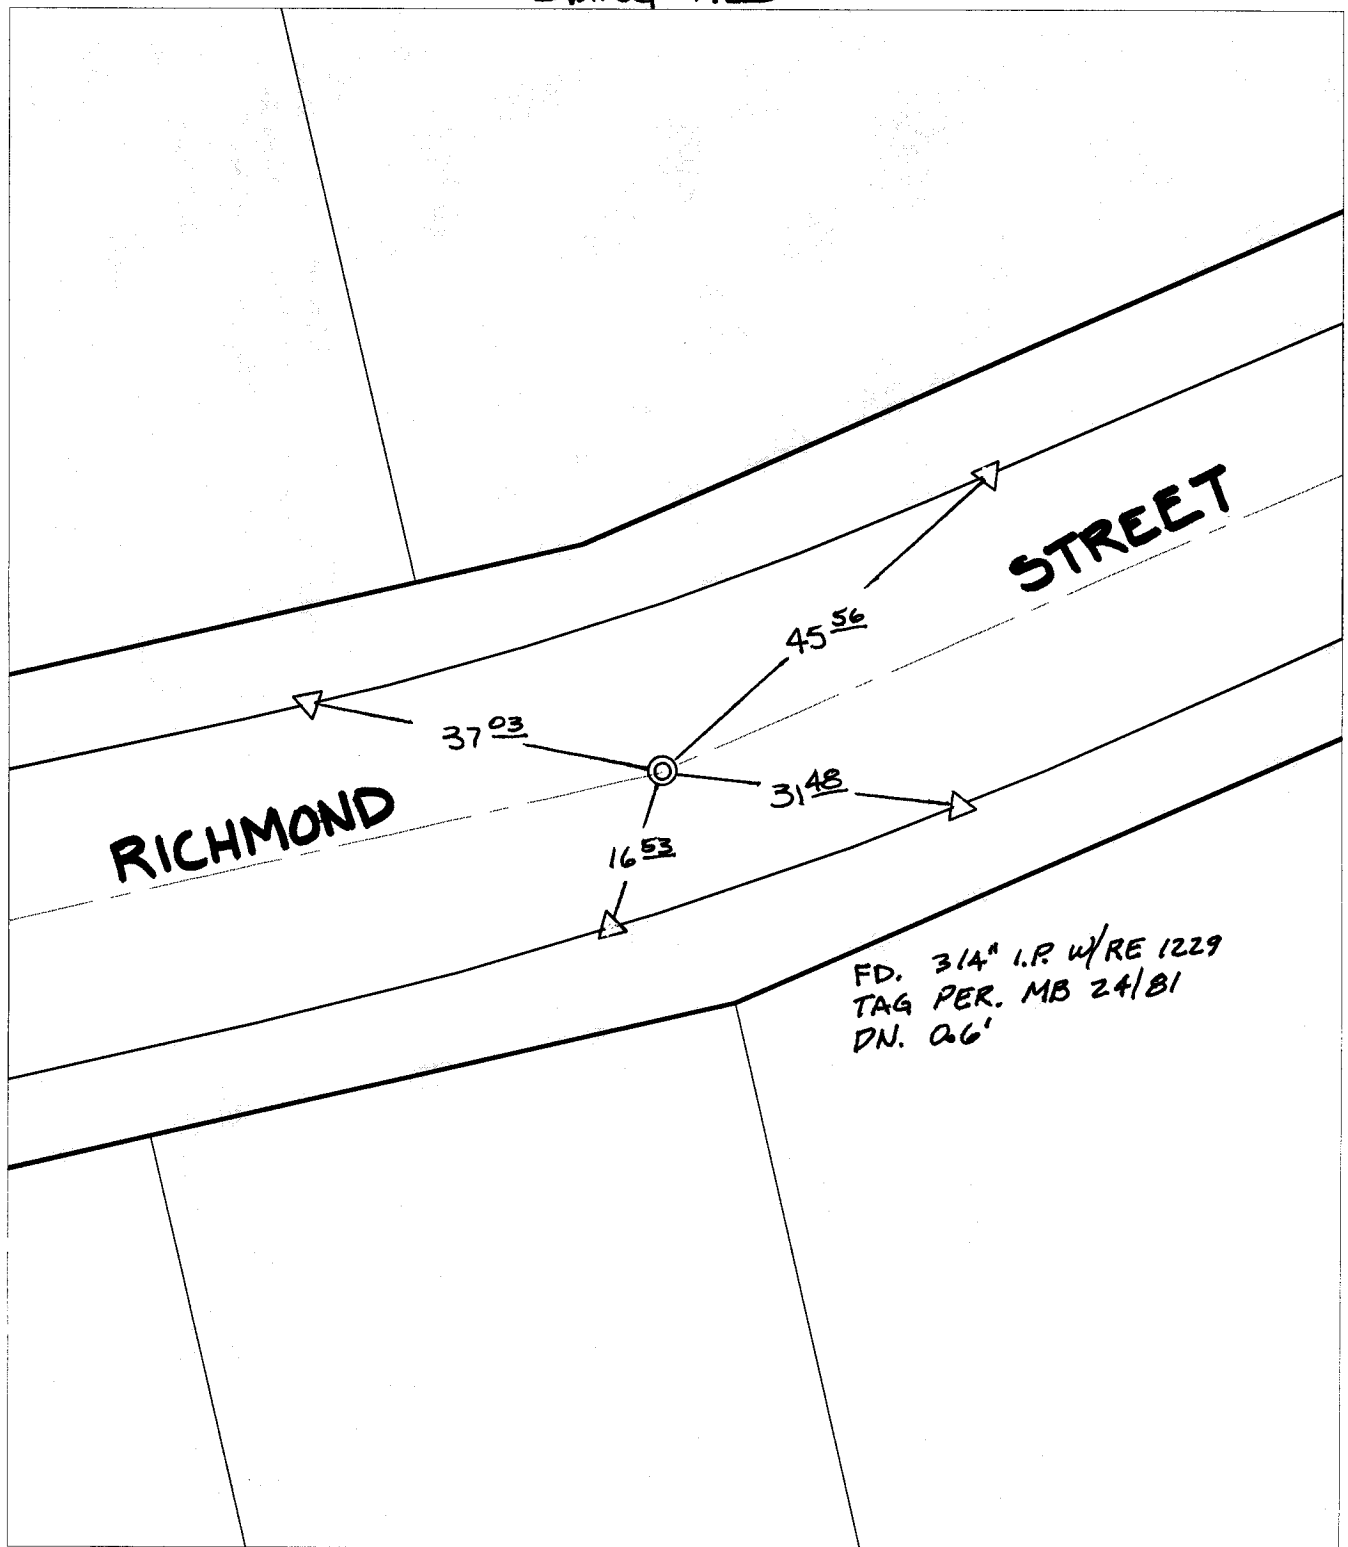 STREET
45 56
37 03
31 48
RICHMOND
16 53
FD. 3/4" I.P. W/RE 1229
TAG PER. MB 24/81
DN. 0.6'